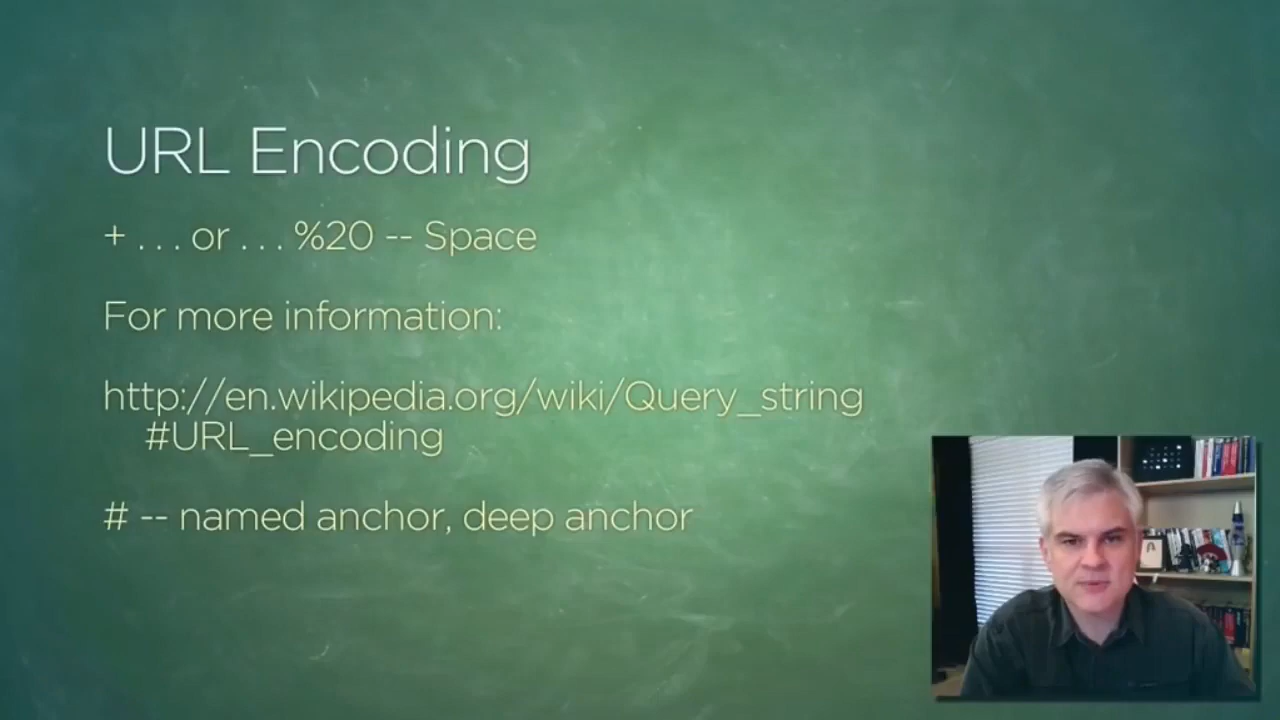 URL Encoding
+ . . . or . . . %20 -- Space
For more information:
http://en.wikipedia.org/wiki/Query_string
#URL_encoding
# -- named anchor, deep anchor